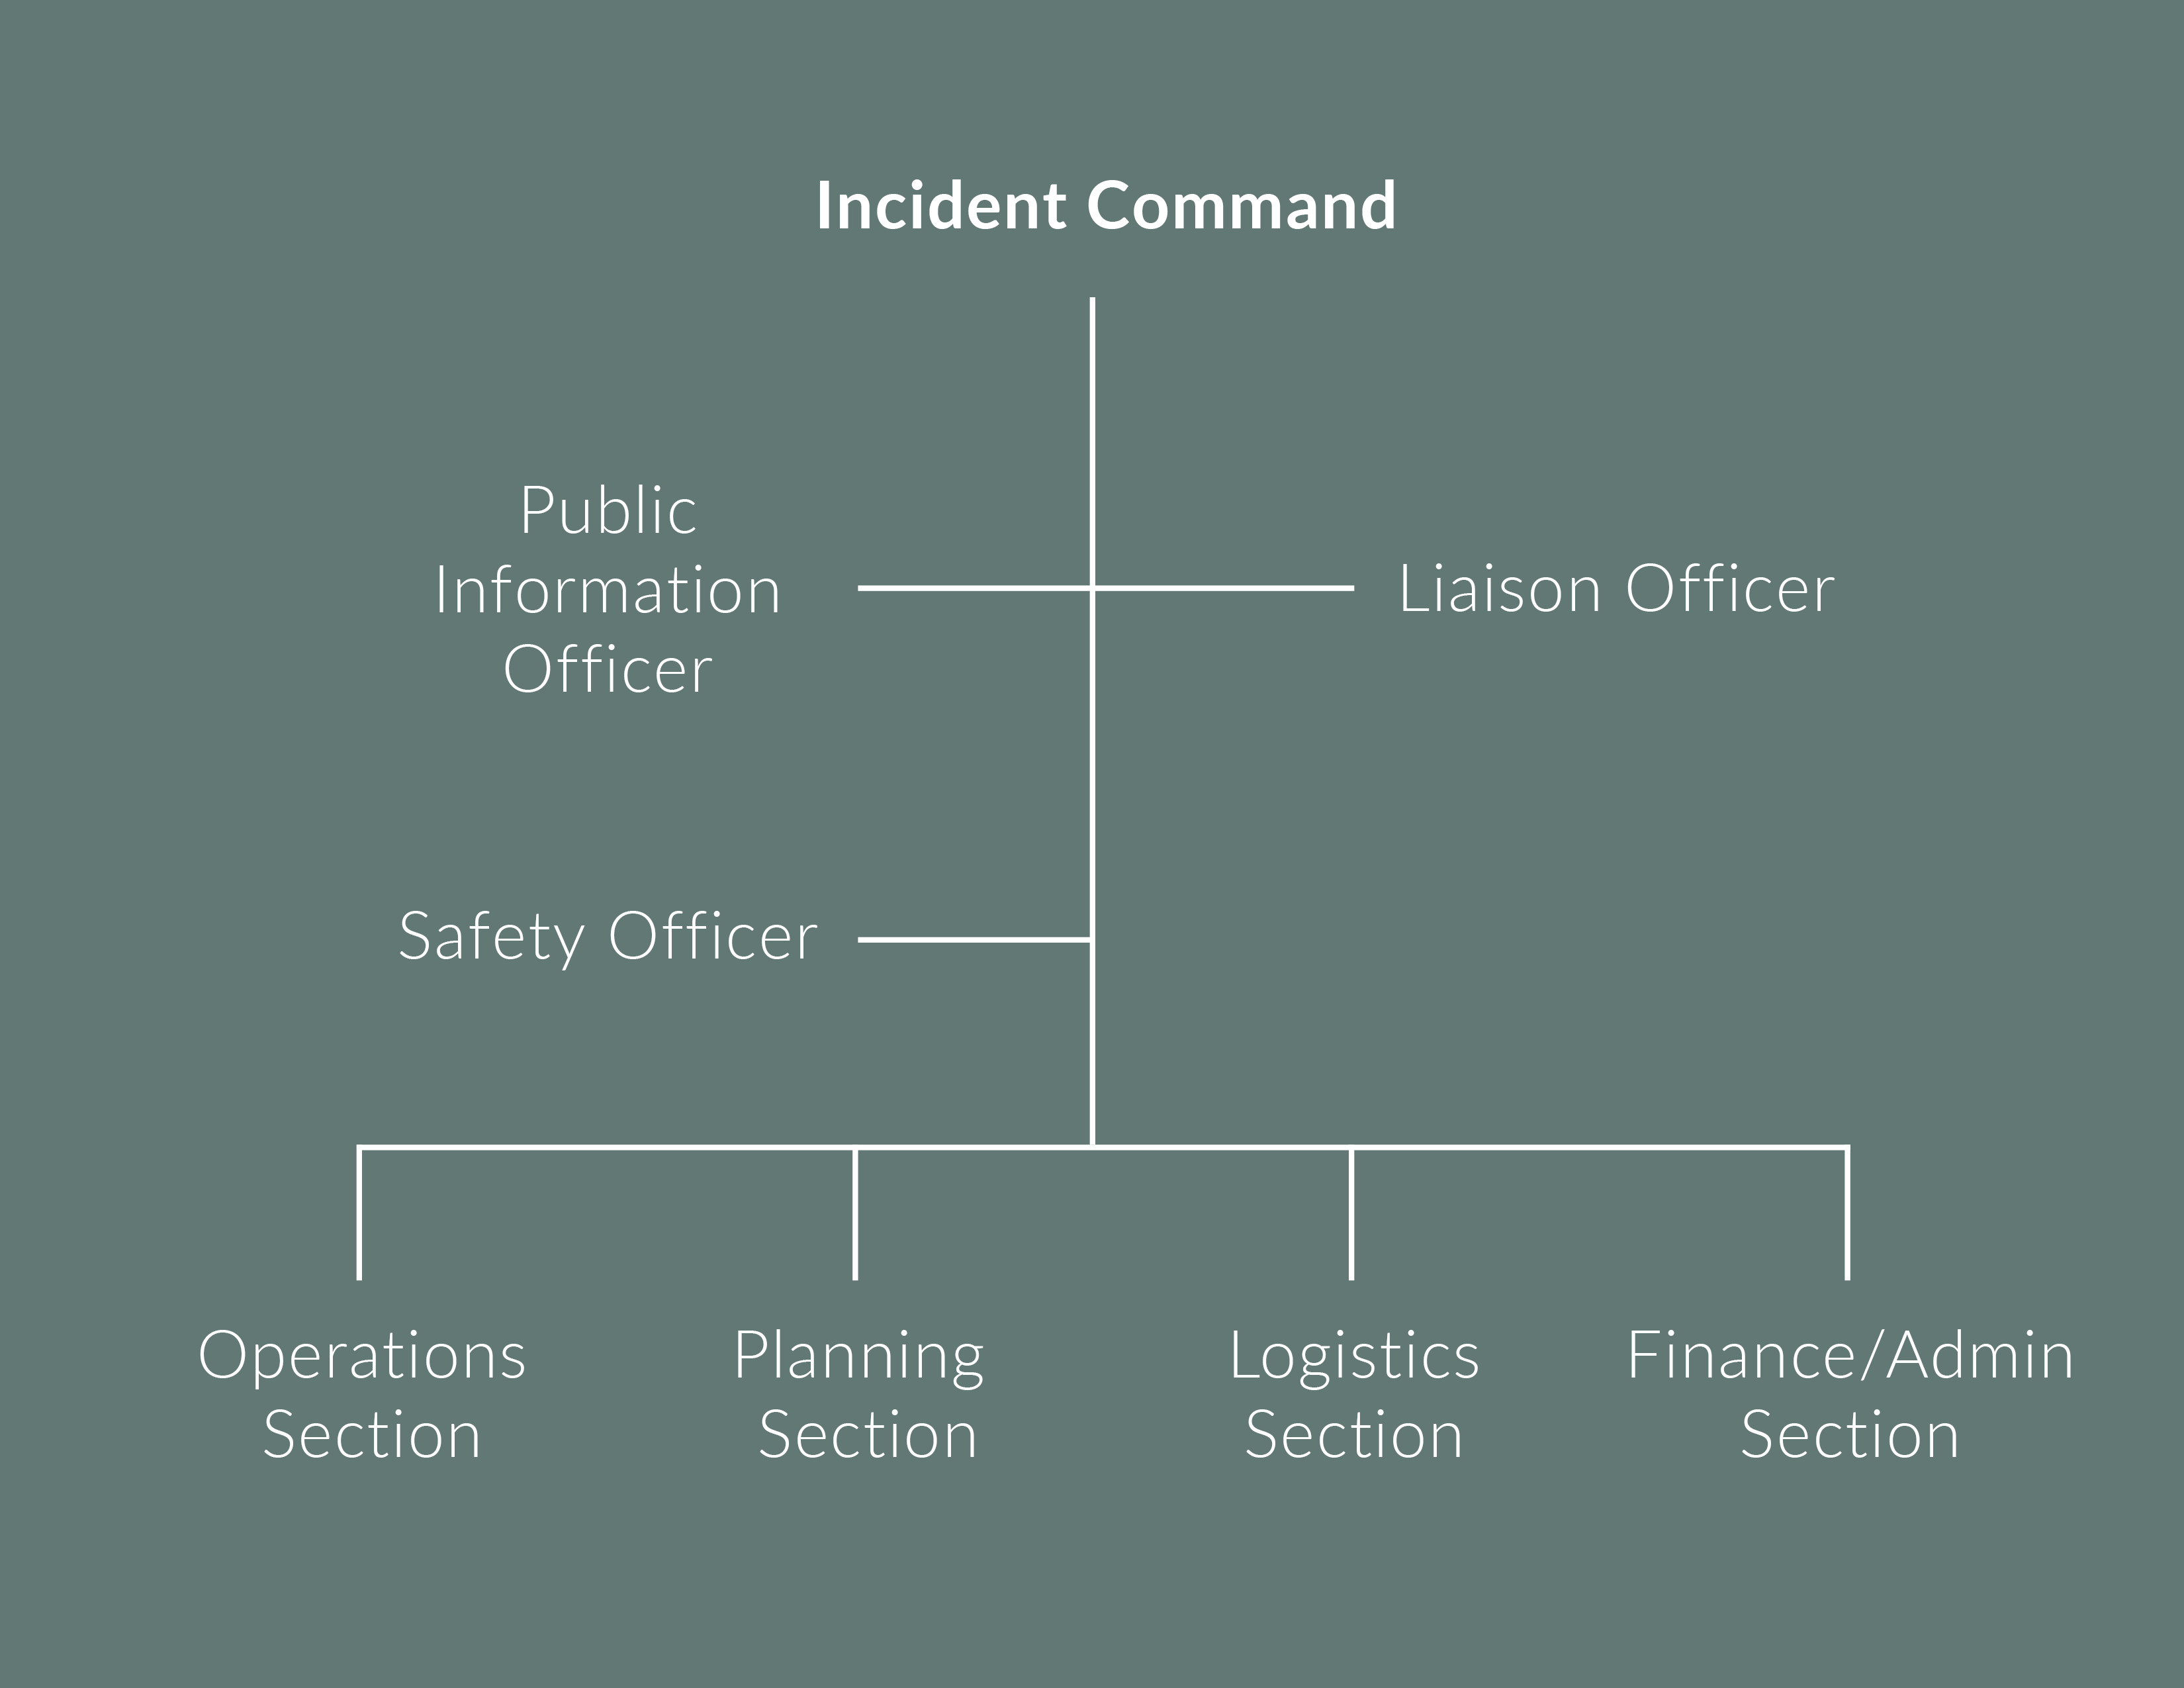 Incident Command
Public
Information
Officer
Liaison Officer
Safety Officer
Operations
Section
Planning
Section
Logistics
Section
Finance/Admin
Section